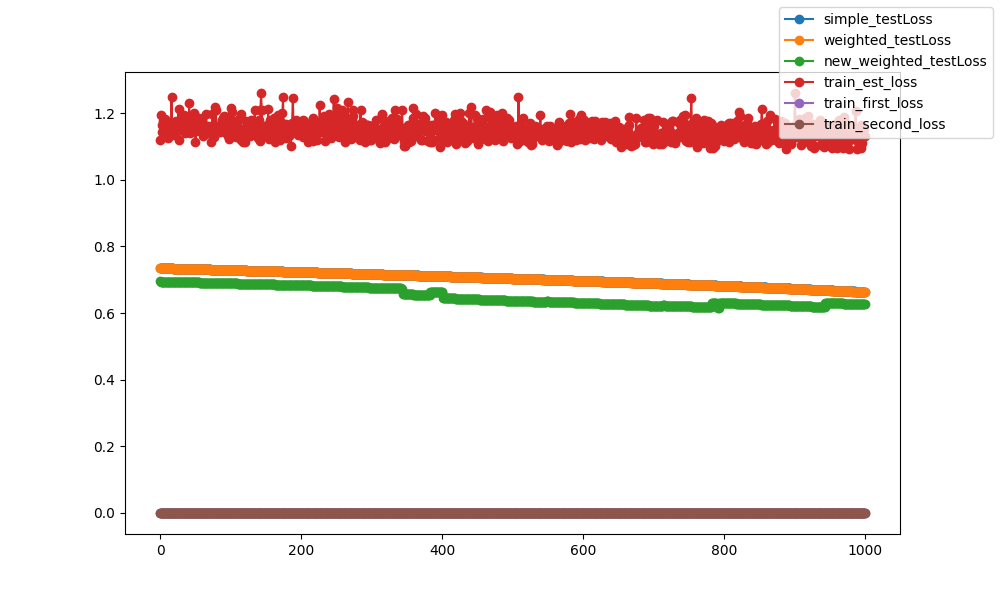 simple_testLoss
weighted_testLoss
new_weighted_testLoss
train_est_loss
train_first_loss
train_second_loss
1.2
1.0
0.8
0.6
0.4
0.2
0.0
0 200 400 600 800 1000